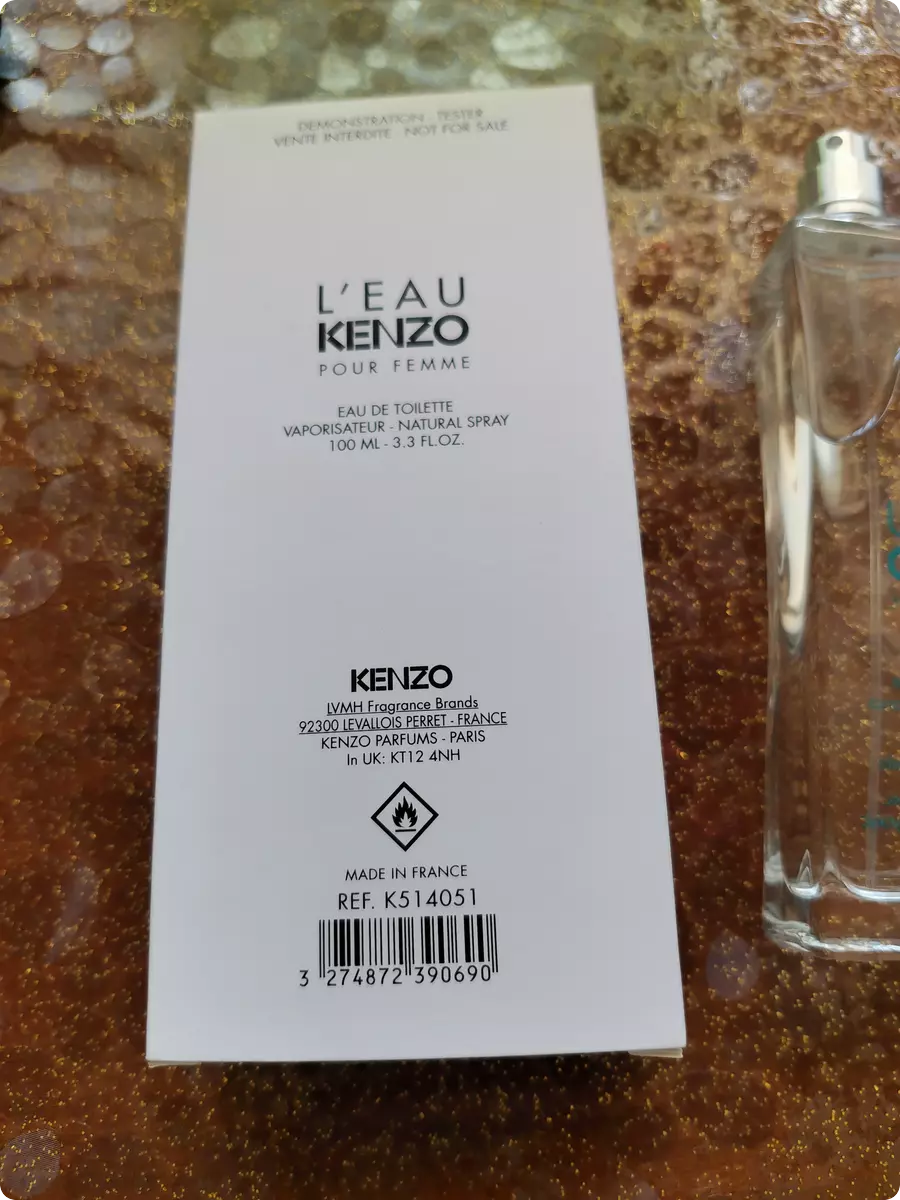 DEMONSTRATION - TESTER
VENTE INTERDITE - NOT FOR SALE
L'EAU
KENZO
POUR FEMME
EAU DE TOILETTE
VAPORISATEUR - NATURAL SPRAY
100 ML - 3.3 FL.OZ.
KENZO
LVMH Fragrance Brands
92300 LEVALLOIS PERRET - FRANCE
KENZO PARFUMS - PARIS
In UK: KT12 4NH
MADE IN FRANCE
REF. K514051
3 274872 390690